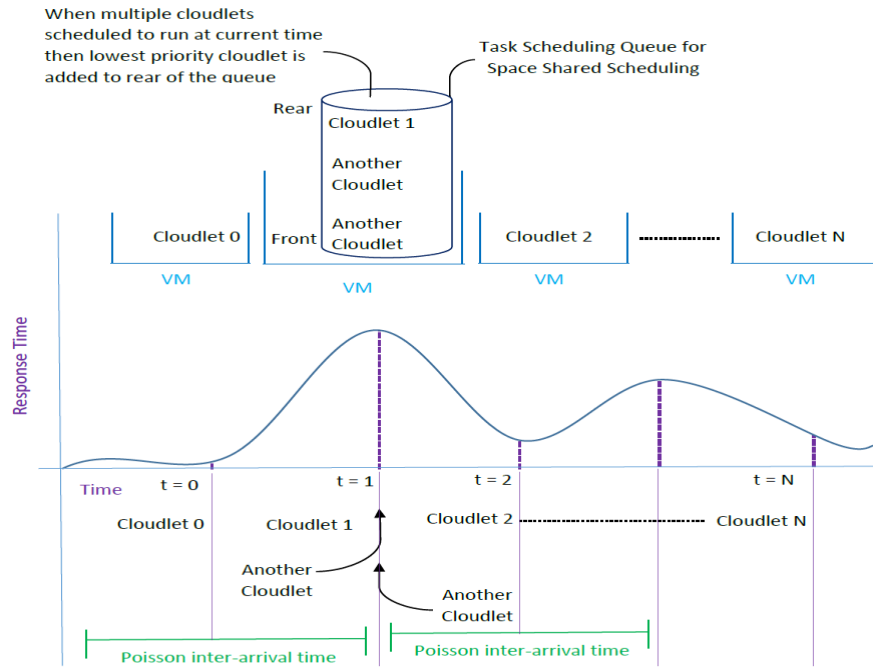 When multiple cloudlets
scheduled to run at current time
then lowest priority cloudlet is
added to rear of the queue
Task Scheduling Queue for
Space Shared Scheduling
Rear
Cloudlet 1
Another
Cloudlet
Front
Another
Cloudlet
Cloudlet 0
Cloudlet 2
Cloudlet N
VM
VM
VM
VM
Response Time
Time
t = 0
t = 1
t = 2
t = N
Cloudlet 0
Cloudlet 1
Cloudlet 2
Cloudlet N
Another
Cloudlet
Another
Cloudlet
Poisson inter-arrival time
Poisson inter-arrival time